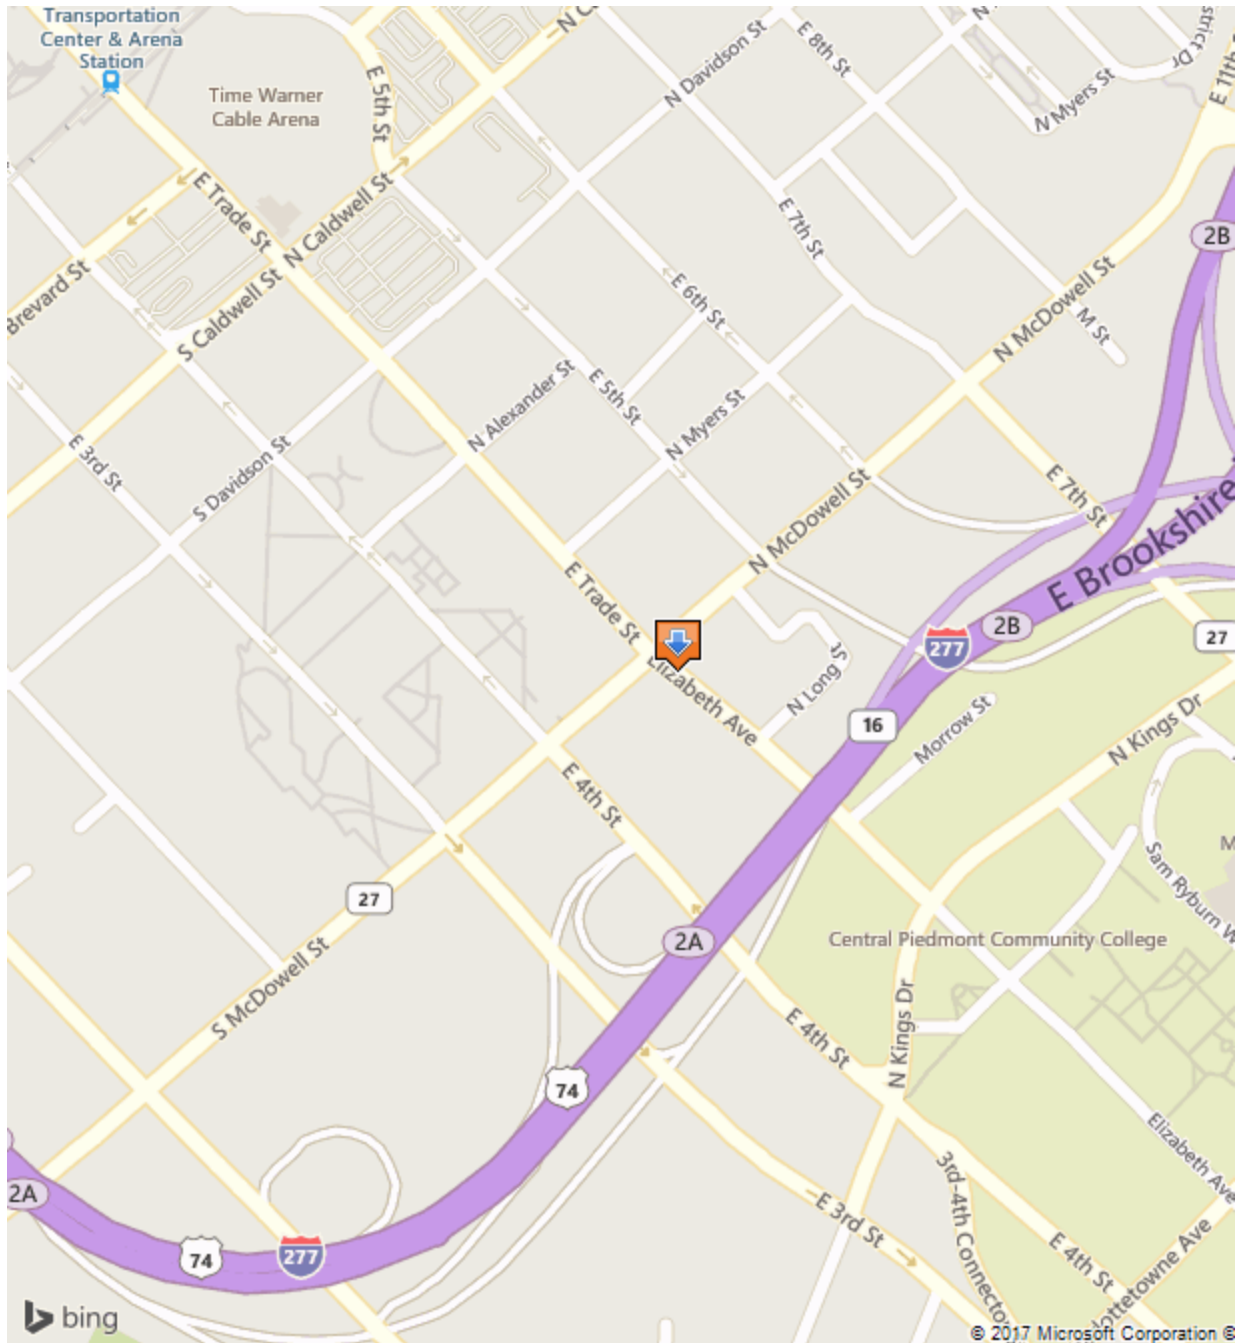 Transportation
Center & Arena
Station
N C
E 8th St
N
strict Dr
E 11th S
N Davidson St
N Myers St
E 5th St
Time Warner
Cable Arena
E Trade St
N Caldwell St
E 7th St
2B
Brevard St
S Caldwell St
E 6th St
N McDowell St
M St
N Alexander St
E 5th St
N Myers St
E 3rd St
S Davidson St
N McDowell St
E 7th St
E Brookshire
E Trade St
2B
27
277
Elizabeth Ave
N Long St
16
Morrow St
N Kings Dr
E 4th St
M
Sam Ryburn W
27
2A
Central Piedmont Community College
S McDowell St
E 4th St
N Kings Dr
74
Elizabeth Ave
2A
3rd-4th Connector
E 3rd St
74
277
E 4th St
lottetowne Ave
bing
© 2017 Microsoft Corporation ©